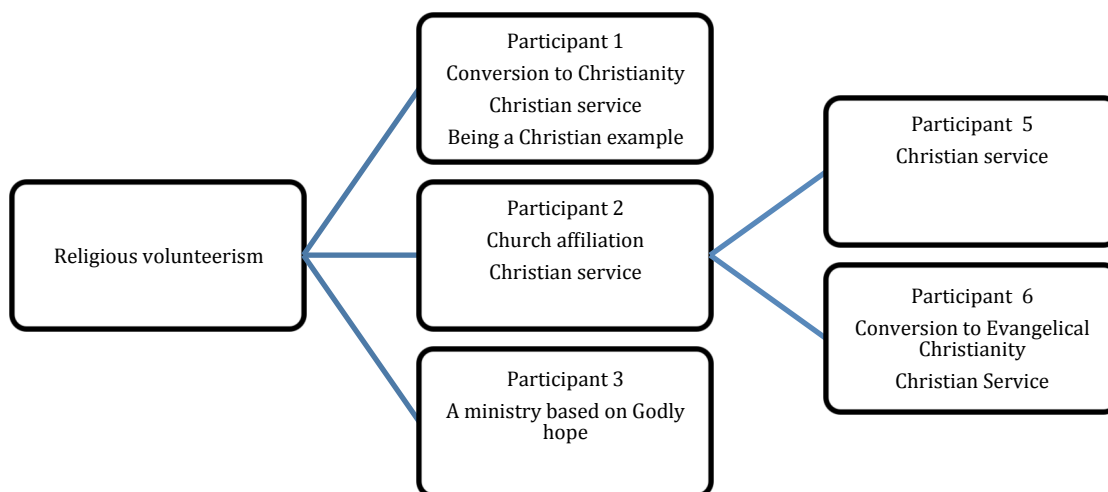 Religious volunteerism
Participant 1
Conversion to Christianity
Christian service
Being a Christian example
Participant 2
Church affiliation
Christian service
Participant 3
A ministry based on Godly
hope
Participant 5
Christian service
Participant 6
Conversion to Evangelical
Christianity
Christian Service